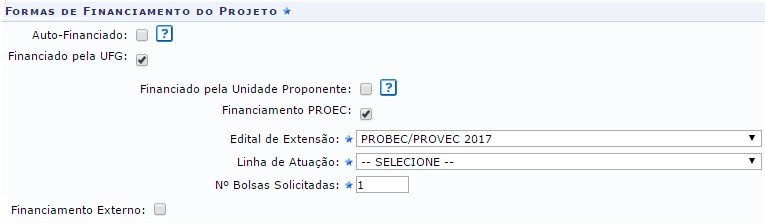 Formas de Financiamento do Projeto
Auto-Financiado: ?
Financiado pela UFG:
Financiado pela Unidade Proponente: ?
Financiamento PROEC:
Edital de Extensão: PROBEC/PROVEC 2017
Linha de Atuação: -- SELECIONE --
Nº Bolsas Solicitadas: 1
Financiamento Externo: